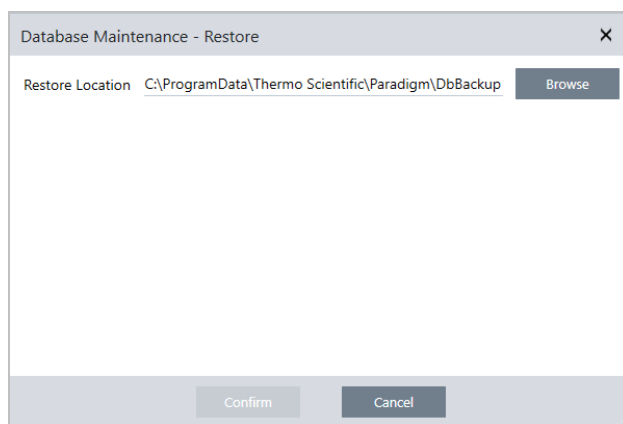 Database Maintenance - Restore
Restore Location C:\ProgramData\Thermo Scientific\Paradigm\DbBackup Browse
Confirm Cancel